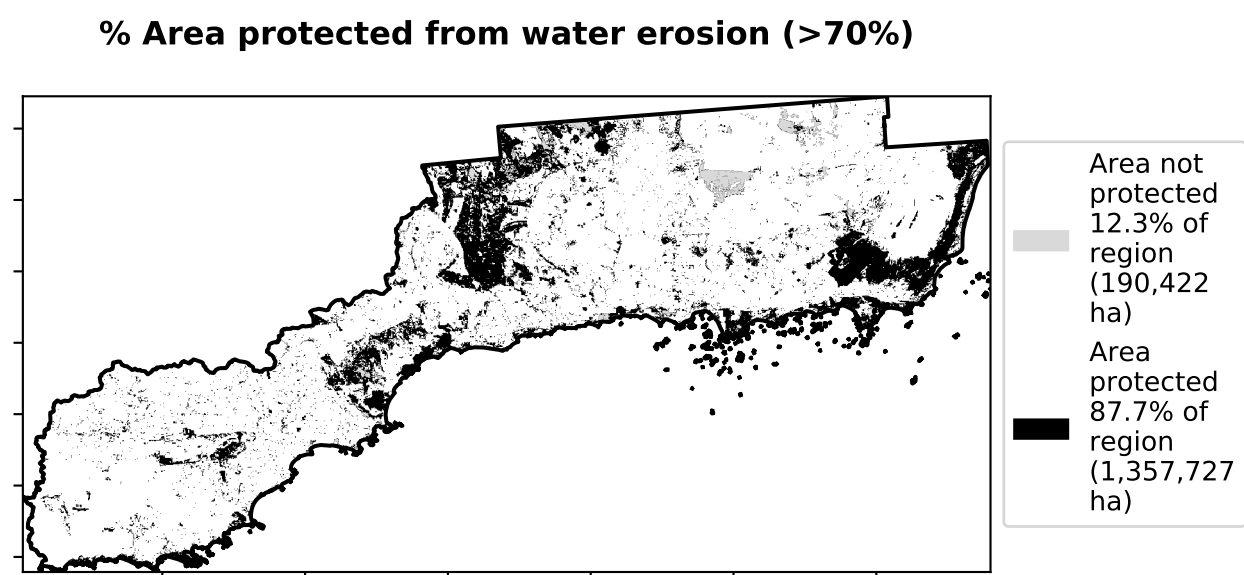 % Area protected from water erosion (>70%)
Area not
protected
12.3% of
region
(190,422
ha)
Area
protected
87.7% of
region
(1,357,727
ha)